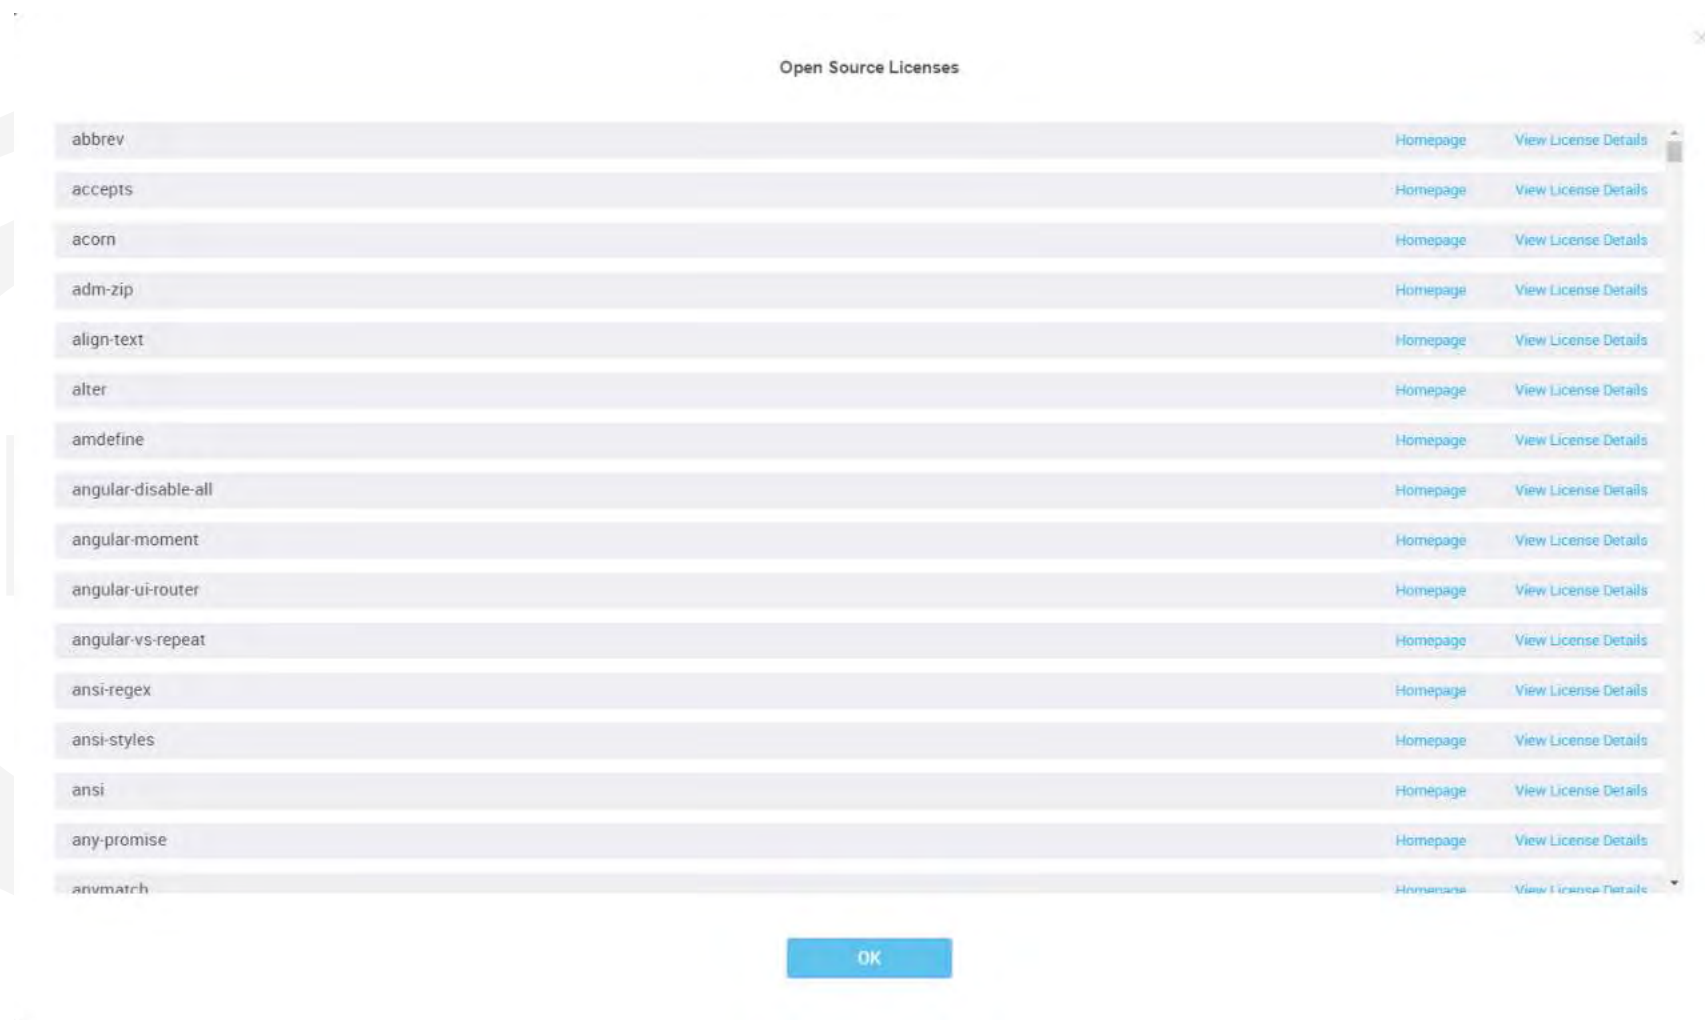 Open Source Licenses
abbrev Homepage View License Details
accepts Homepage View License Details
acorn Homepage View License Details
adm-zip Homepage View License Details
align-text Homepage View License Details
alter Homepage View License Details
amdefine Homepage View License Details
angular-disable-all Homepage View License Details
angular-moment Homepage View License Details
angular-ui-router Homepage View License Details
angular-vs-repeat Homepage View License Details
ansi-regex Homepage View License Details
ansi-styles Homepage View License Details
ansi Homepage View License Details
any-promise Homepage View License Details
anymatch Homepage View License Details
OK